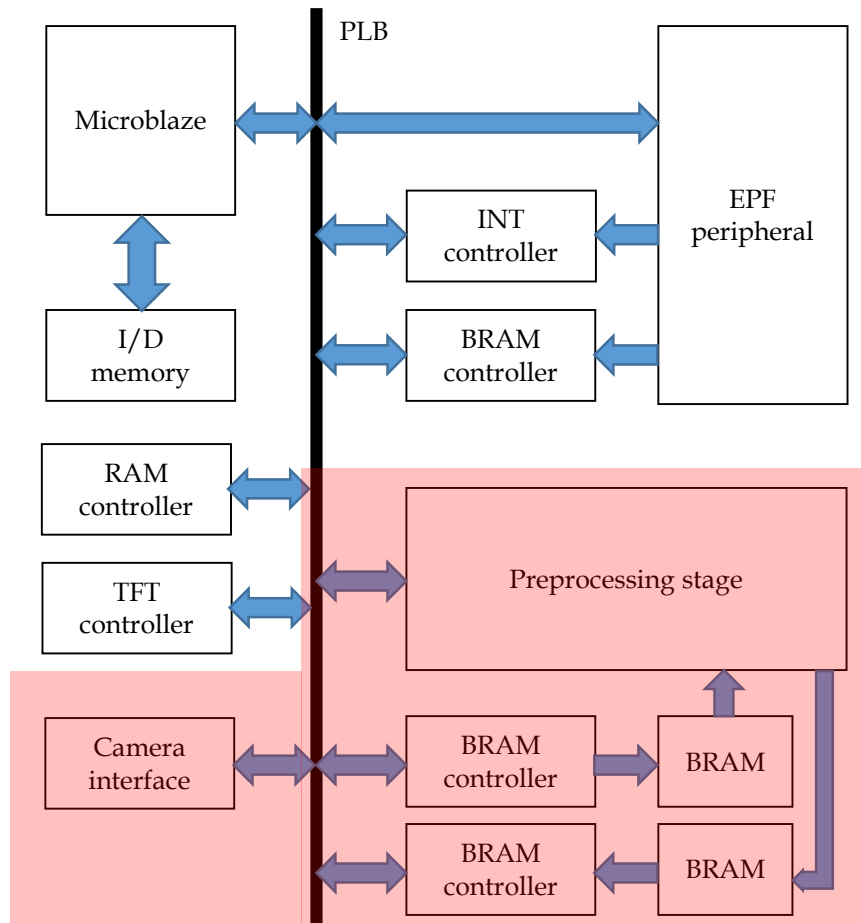 PLB
Microblaze
EPF
peripheral
INT
controller
I/D
memory
BRAM
controller
RAM
controller
Preprocessing stage
TFT
controller
Camera
interface
BRAM
controller
BRAM
BRAM
controller
BRAM